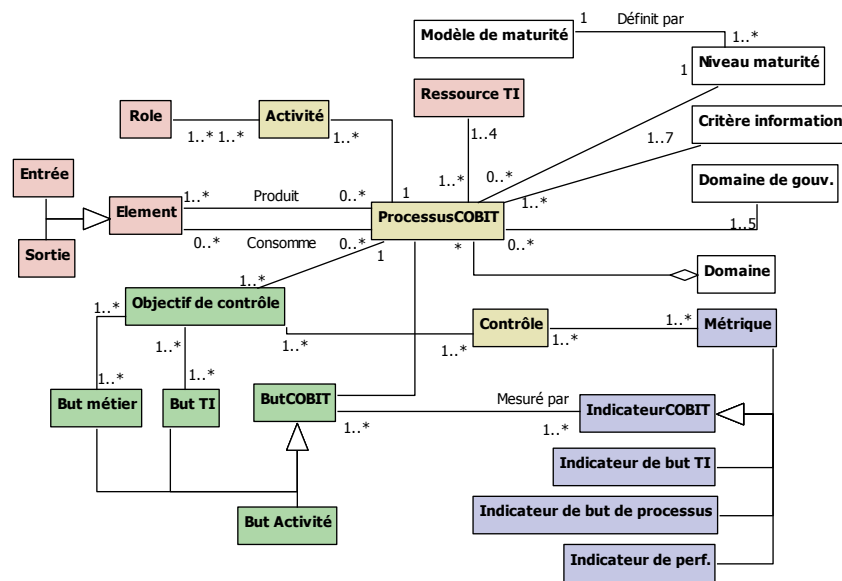 1 Définit par
Modèle de maturité
1..*
Niveau maturité
1
Ressource TI
Role
Activité
1..4
1..7
Critère information
1..* 1..*
1..*
Entrée
0..*
1..*
Domaine de gouv.
1..*
Produit
0..*
1
1..*
Element
ProcessusCOBIT
1..5
0..*
Consomme
0..*
1
*
0..*
Sortie
Domaine
1..*
Objectif de contrôle
1..*
Contrôle
1..*
Métrique
1..*
1..*
1..*
1..*
1..*
1..*
But métier
But TI
ButCOBIT
Mesuré par
IndicateurCOBIT
1..*
1..*
Indicateur de but TI
Indicateur de but de processus
But Activité
Indicateur de perf.